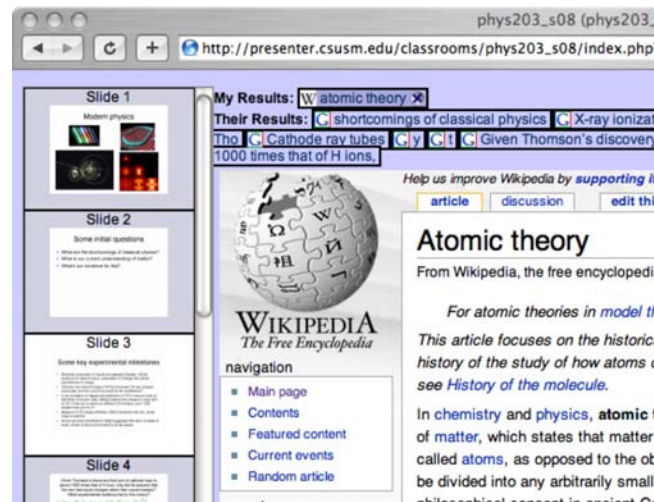 phys203_s08 (phys203_
http://presenter.csusm.edu/classrooms/phys203_s08/index.php
Slide 1
Modern physics
Slide 2
Some initial questions
Slide 3
Some key experimental milestones
Slide 4
My Results: W atomic theory
Their Results: G shortcomings of classical physics G X-ray ionizat
Tho G Cathode ray tubes G y G t G Given Thomson's discovery
1000 times that of H ions,
WIKIPEDIA
The Free Encyclopedia
navigation
Main page
Contents
Featured content
Current events
Random article
Help us improve Wikipedia by supporting it
article discussion edit thi
Atomic theory
From Wikipedia, the free encyclopedi
For atomic theories in model th
This article focuses on the historica
history of the study of how atoms c
see History of the molecule.
In chemistry and physics, atomic t
of matter, which states that matter
called atoms, as opposed to the ob
be divided into any arbitrarily small
philosophical concept in ancient G